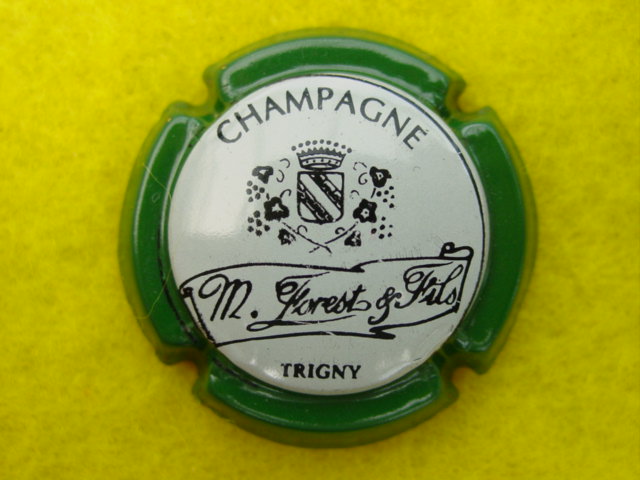 CHAMPAGNE
M. Forest & Fils
TRIGNY